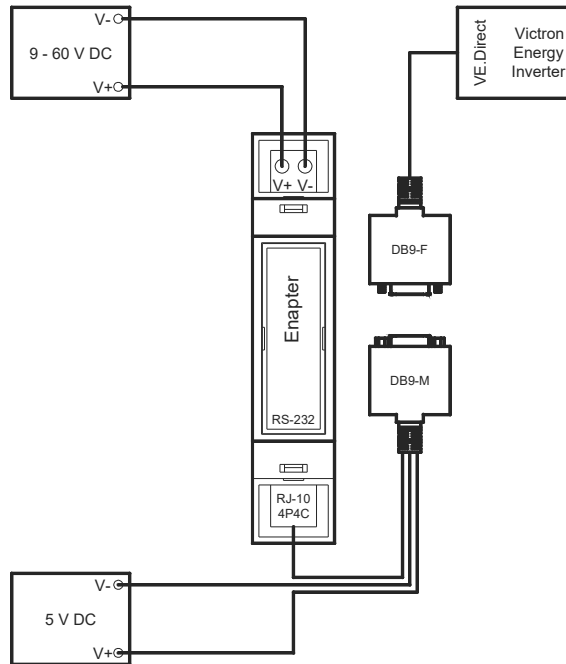 V-
9 - 60 V DC
V+
VE.Direct
Victron
Energy
Inverter
V+ V-
Enapter
RS-232
RJ-10
4P4C
DB9-F
DB9-M
V-
5 V DC
V+